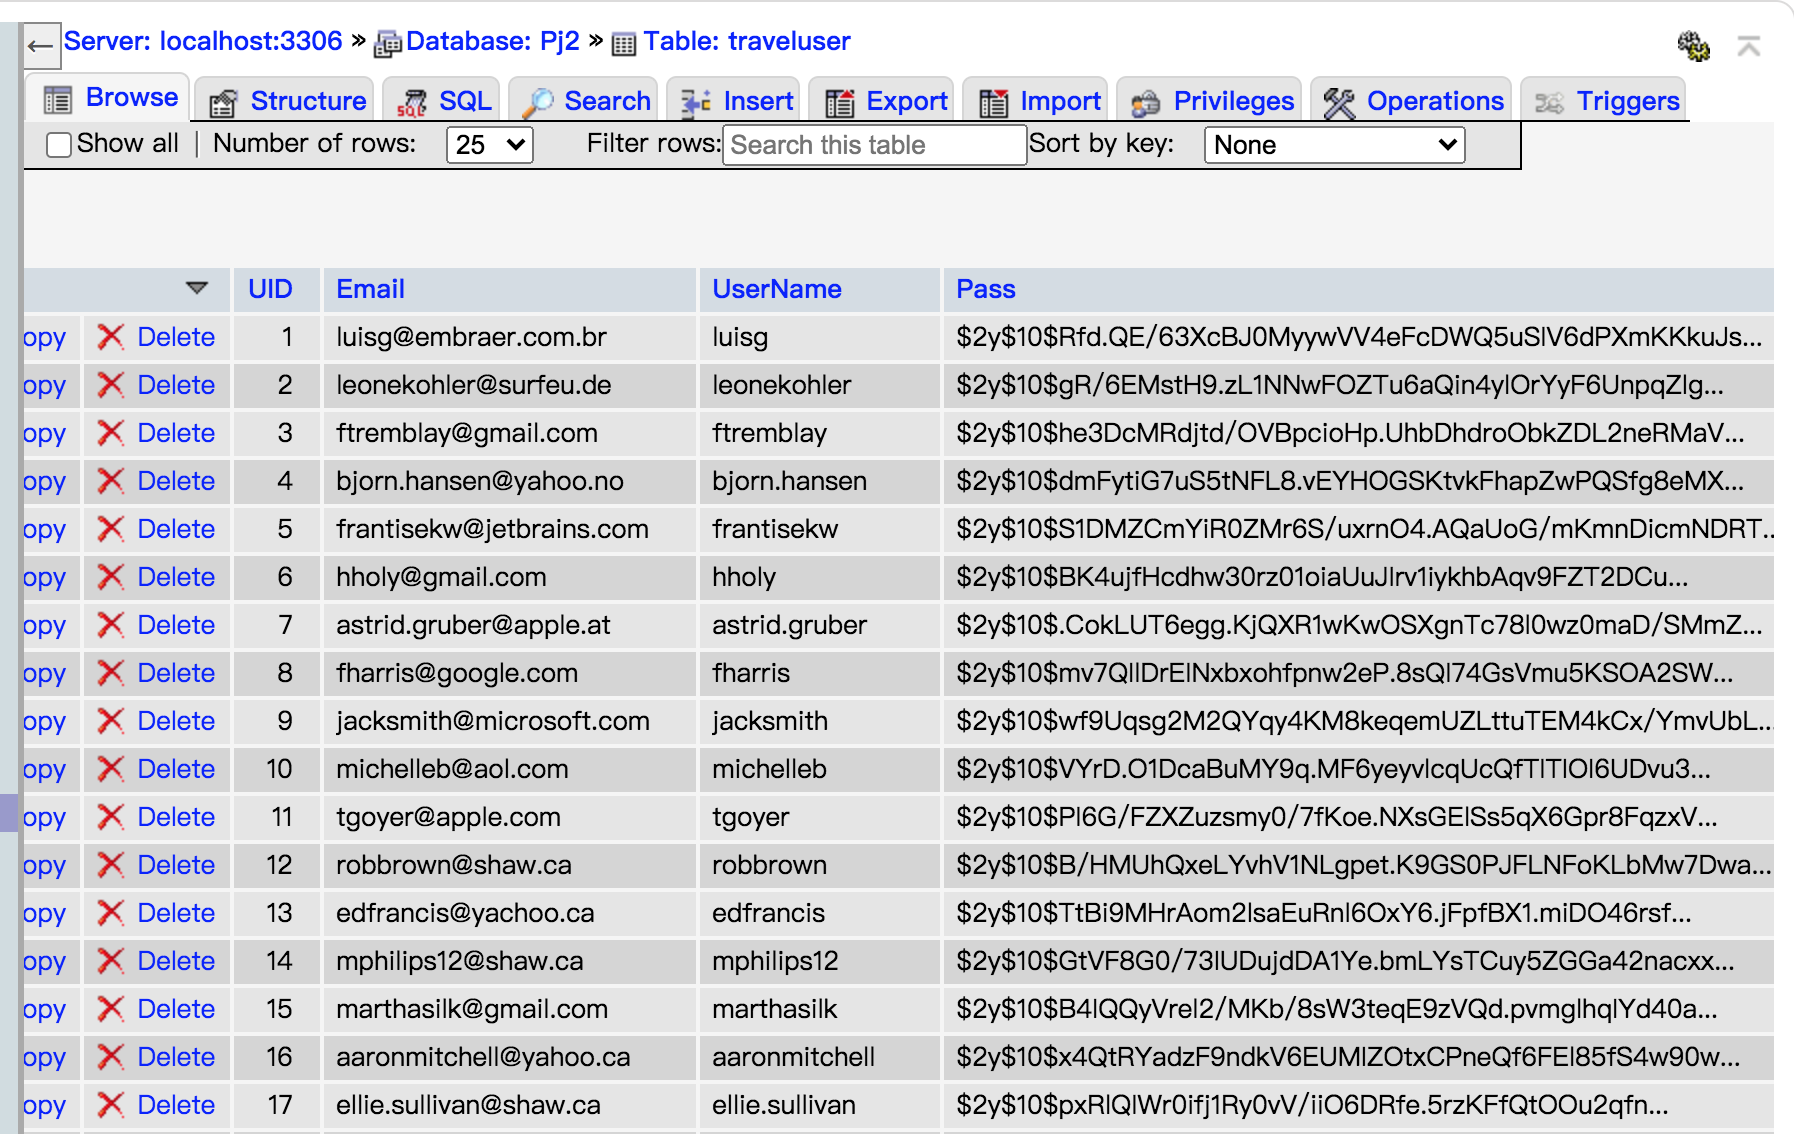 Server: localhost:3306 » Database: Pj2 » Table: traveluser
Browse Structure SQL Search Insert Export Import Privileges Operations Triggers
Show all | Number of rows: 25 Filter rows: Search this table Sort by key: None
UID Email UserName Pass
opy Delete 1 luisg@embraer.com.br luisg $2y$10$Rfd.QE/63XcBJ0MyywVV4eFcDWQ5uSlV6dPXmKKkuJs...
opy Delete 2 leonekohler@surfeu.de leonekohler $2y$10$gR/6EMstH9.zL1NNwFOZTu6aQin4ylOrYyF6UnpqZlg...
opy Delete 3 ftremblay@gmail.com ftremblay $2y$10$he3DcMRdjtd/OVBpcioHp.UhbDhdroObkZDL2neRMaV...
opy Delete 4 bjorn.hansen@yahoo.no bjorn.hansen $2y$10$dmFytiG7uS5tNFL8.vEYHOGSKtvkFhapZwPQSfg8eMX...
opy Delete 5 frantisekw@jetbrains.com frantisekw $2y$10$S1DMZCmYiR0ZMr6S/uxrnO4.AQaUoG/mKmnDicmNDRT...
opy Delete 6 hholy@gmail.com hholy $2y$10$BK4ujfHcdhw30rz01oiaUuJlrv1iykhbAqv9FZT2DCu...
opy Delete 7 astrid.gruber@apple.at astrid.gruber $2y$10$.CokLUT6egg.KjQXR1wKwOSXgnTc78l0wz0maD/SMmZ...
opy Delete 8 fharris@google.com fharris $2y$10$mv7QllDrElNxbxohfpnw2eP.8sQl74GsVmu5KSOA2SW...
opy Delete 9 jacksmith@microsoft.com jacksmith $2y$10$wf9Uqsg2M2QYqy4KM8keqemUZLttuTEM4kCx/YmvUbL...
opy Delete 10 michelleb@aol.com michelleb $2y$10$VYrD.O1DcaBuMY9q.MF6yeyvlcqUcQfTlTlOl6UDvu3...
opy Delete 11 tgoyer@apple.com tgoyer $2y$10$Pl6G/FZXZuzsmy0/7fKoe.NXsGElSs5qX6Gpr8FqzxV...
opy Delete 12 robbrown@shaw.ca robbrown $2y$10$B/HMUhQxeLYvhV1NLgpet.K9GS0PJFLNFoKLbMw7Dwa...
opy Delete 13 edfrancis@yachoo.ca edfrancis $2y$10$TtBi9MHrAom2lsaEuRnl6OxY6.jFpfBX1.miDO46rsf...
opy Delete 14 mphilips12@shaw.ca mphilips12 $2y$10$GtVF8G0/73lUDujdDA1Ye.bmLYsTCuy5ZGGa42nacxx...
opy Delete 15 marthasilk@gmail.com marthasilk $2y$10$B4lQQyVrel2/MKb/8sW3teqE9zVQd.pvmglhqlYd40a...
opy Delete 16 aaronmitchell@yahoo.ca aaronmitchell $2y$10$x4QtRYadzF9ndkV6EUMlZOtxCPneQf6FEl85fS4w90w...
opy Delete 17 ellie.sullivan@shaw.ca ellie.sullivan $2y$10$pxRlQlWr0ifj1Ry0vV/iiO6DRfe.5rzKFfQtOOu2qfn...